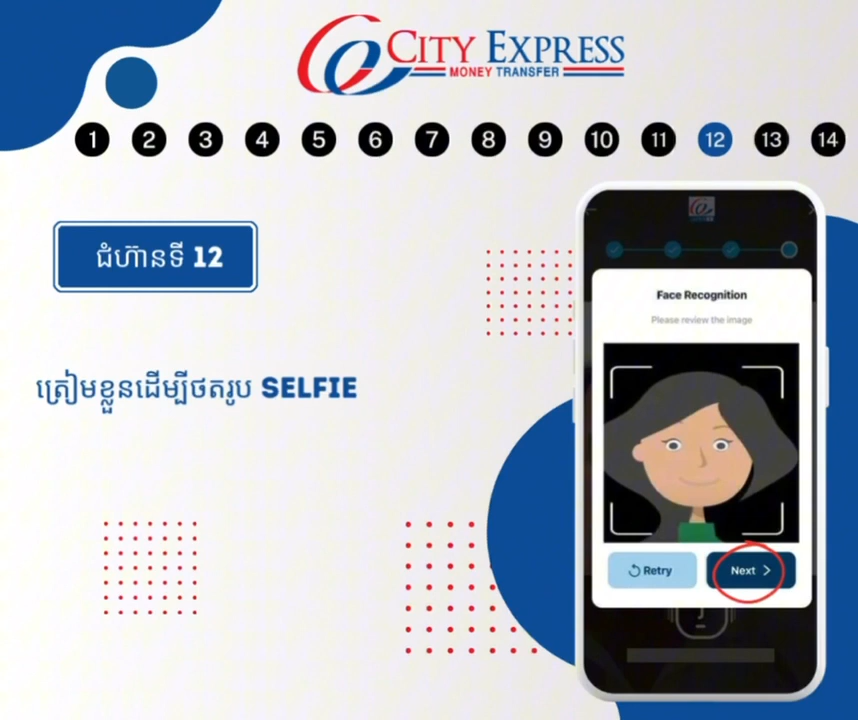 CITY EXPRESS
MONEY TRANSFER
1 2 3 4 5 6 7 8 9 10 11 12 13 14
ជំហ៊ានទី 12
ត្រៀមខ្លួនដើម្បីថតរូប SELFIE
Face Recognition
Please review the image
Retry
Next